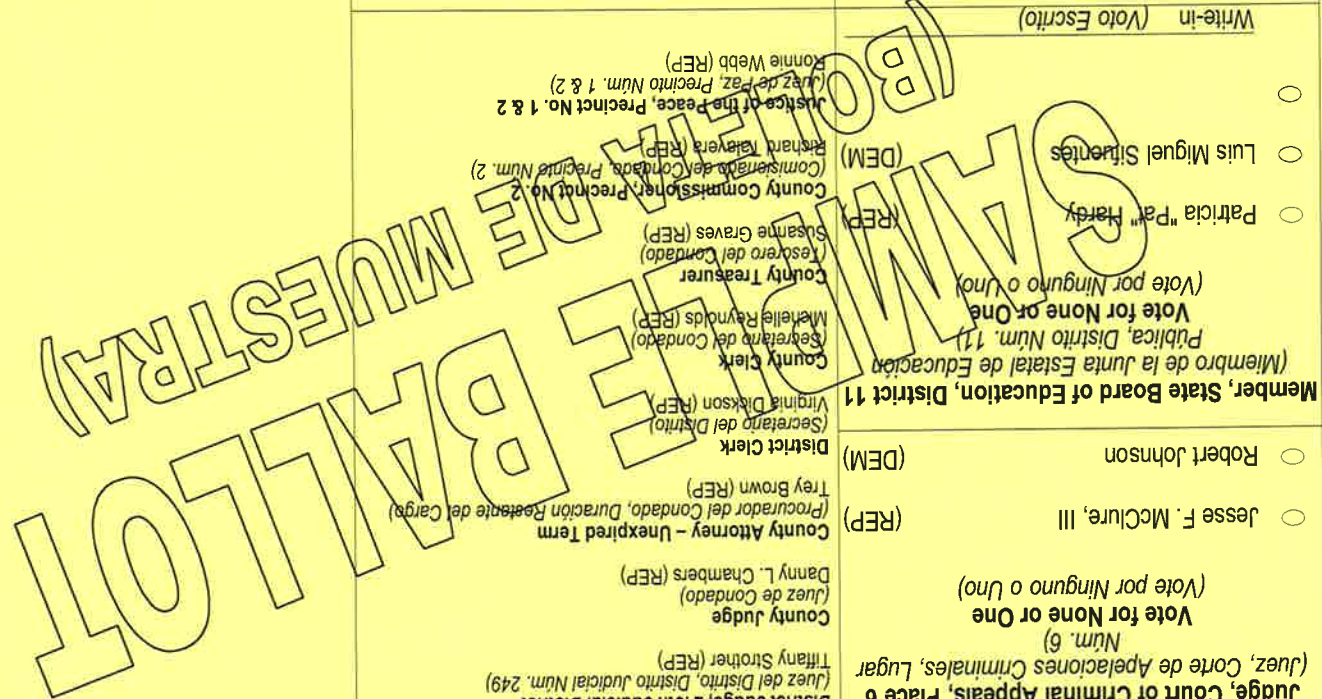 Judge, Court of Criminal Appeals, Place 6
(Juez, Corte de Apelaciones Criminales, Lugar
Núm. 6)
Vote for None or One
(Vote por Ninguno o Uno)
Jesse F. McClure, III (REP)
Robert Johnson (DEM)
Member, State Board of Education, District 11
(Miembro de la Junta Estatal de Educación
Pública, Distrito Núm. 11)
Vote for None or One
(Vote por Ninguno o Uno)
Patricia "Pat" Hardy (REP)
Luis Miguel Sifuentes (DEM)
Write-in (Voto Escrito)
District Judge, 249th Judicial District
(Juez del Distrito, Distrito Judicial Núm. 249)
Tiffany Strother (REP)
County Judge
(Juez de Condado)
Danny L. Chambers (REP)
County Attorney – Unexpired Term
(Procurador del Condado, Duración Restante del Cargo)
Trey Brown (REP)
District Clerk
(Secretario del Distrito)
Virginia Dickson (REP)
County Clerk
(Secretario del Condado)
Michelle Reynolds (REP)
County Treasurer
(Tesorero del Condado)
Susanne Graves (REP)
County Commissioner, Precinct No. 2
(Comisionado del Condado, Precinto Núm. 2)
Richard Talavera (REP)
Justice of the Peace, Precinct No. 1 & 2
(Juez de Paz, Precinto Núm. 1 & 2)
Ronnie Webb (REP)
SAMPLE BALLOT
(BOLETA DE MUESTRA)